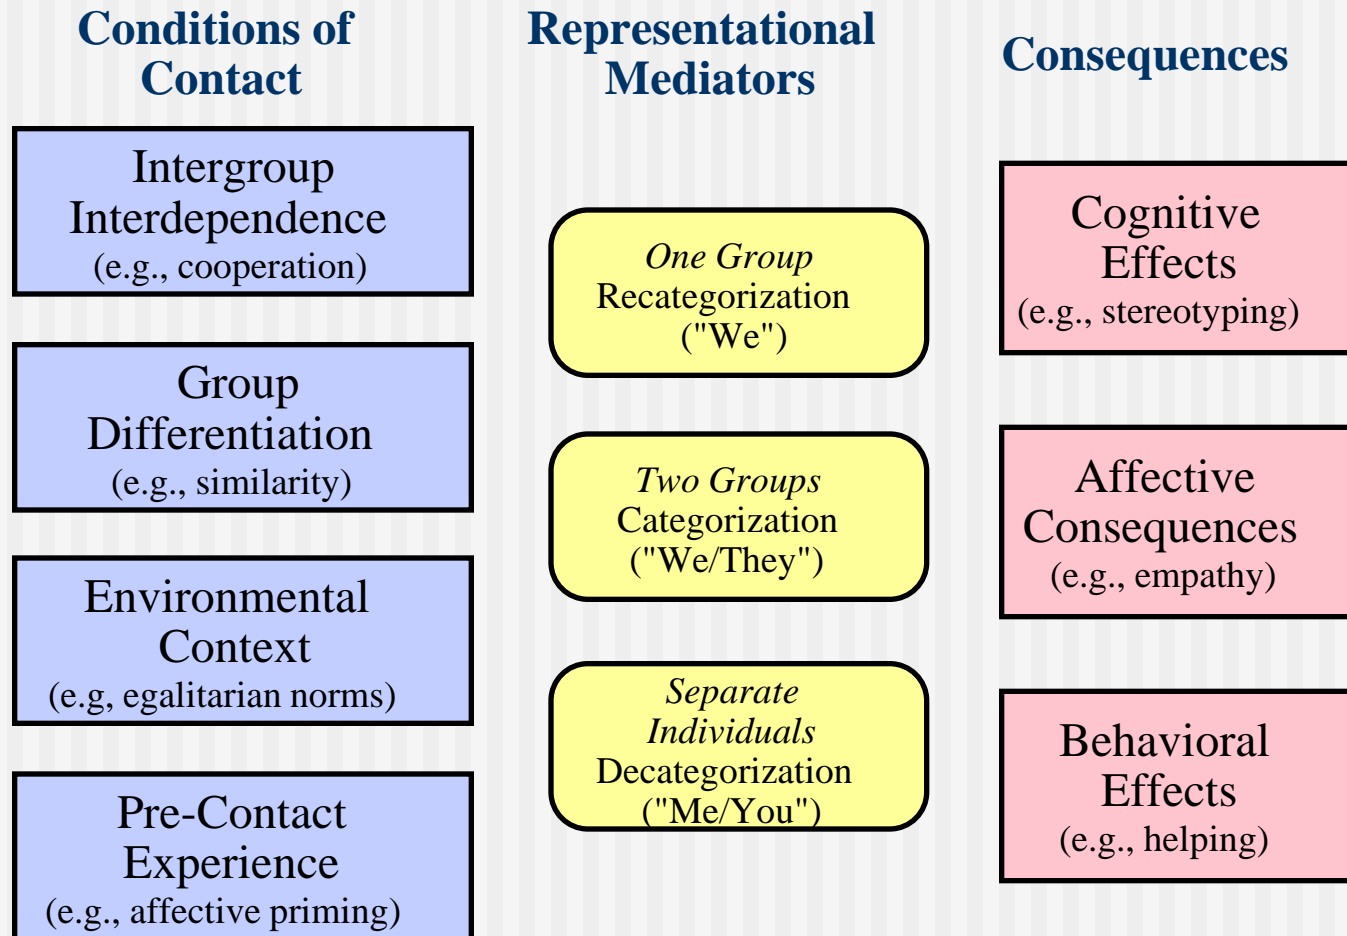 Conditions of
Contact
Intergroup
Interdependence
(e.g., cooperation)
Group
Differentiation
(e.g., similarity)
Environmental
Context
(e.g, egalitarian norms)
Pre-Contact
Experience
(e.g., affective priming)
Representational
Mediators
One Group
Recategorization
("We")
Two Groups
Categorization
("We/They")
Separate
Individuals
Decategorization
("Me/You")
Consequences
Cognitive
Effects
(e.g., stereotyping)
Affective
Consequences
(e.g., empathy)
Behavioral
Effects
(e.g., helping)